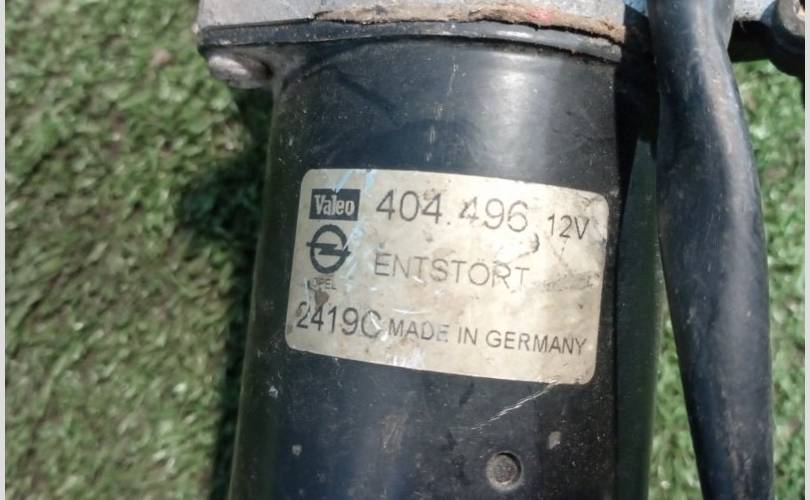 Valeo 404.496 12V
OPEL ENTSTÖRT
2419C MADE IN GERMANY